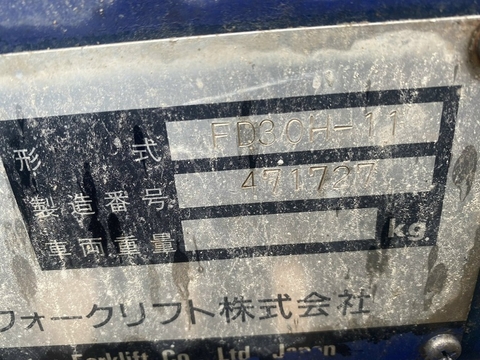 形式 FD30H-11
製造番号 471727
車両重量 kg
フォークリフト株式会社
Forklift Co. Ltd. Japan